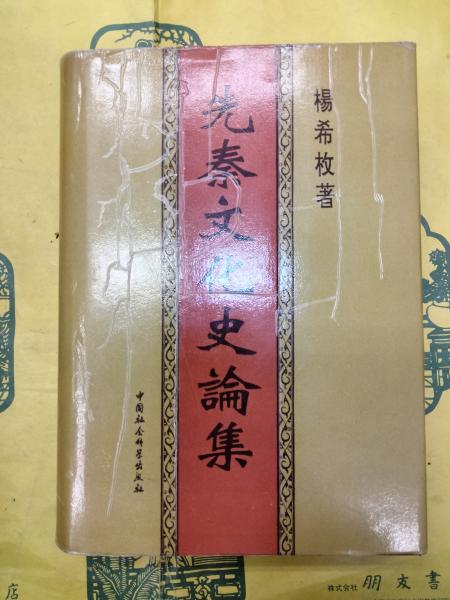 楊希枚著
先秦文化史論集
中国社会科学出版社
店
株式会社 朋友書